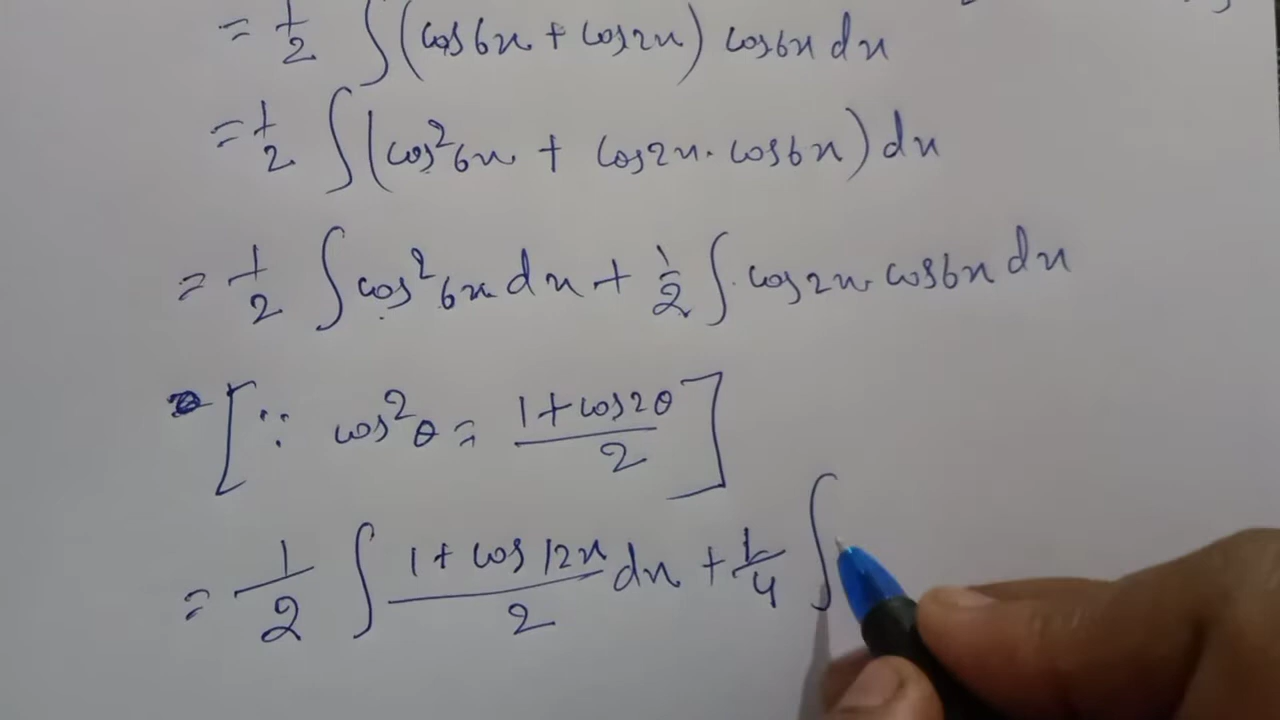 = 1/2 ∫(cos6x + cos2x) cos6x dx
= 1/2 ∫(cos²6x + cos2x · cos6x) dx
= 1/2 ∫ cos²6x dx + 1/2 ∫ cos2x · cos6x dx
[∵ cos²θ = (1+cos2θ)/2]
= 1/2 ∫ (1 + cos12x)/2 dx + 1/4 ∫